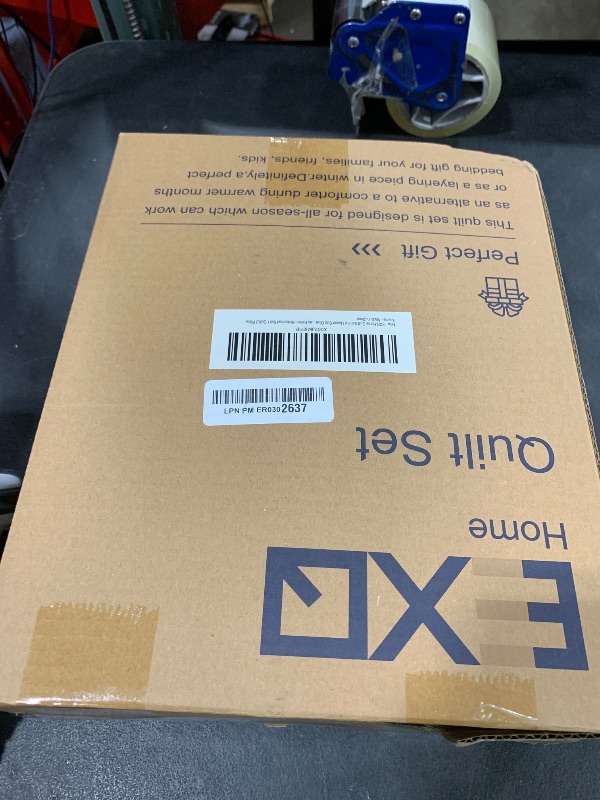 EXQ
Home
Quilt Set
LPN PM ER0302637
Perfect Gift >>>
This quilt set is designed for all-season which can work
as an alternative to a comforter during warmer months
or as a layering piece in winter.Definitely,a perfect
bedding gift for your families, friends, kids.